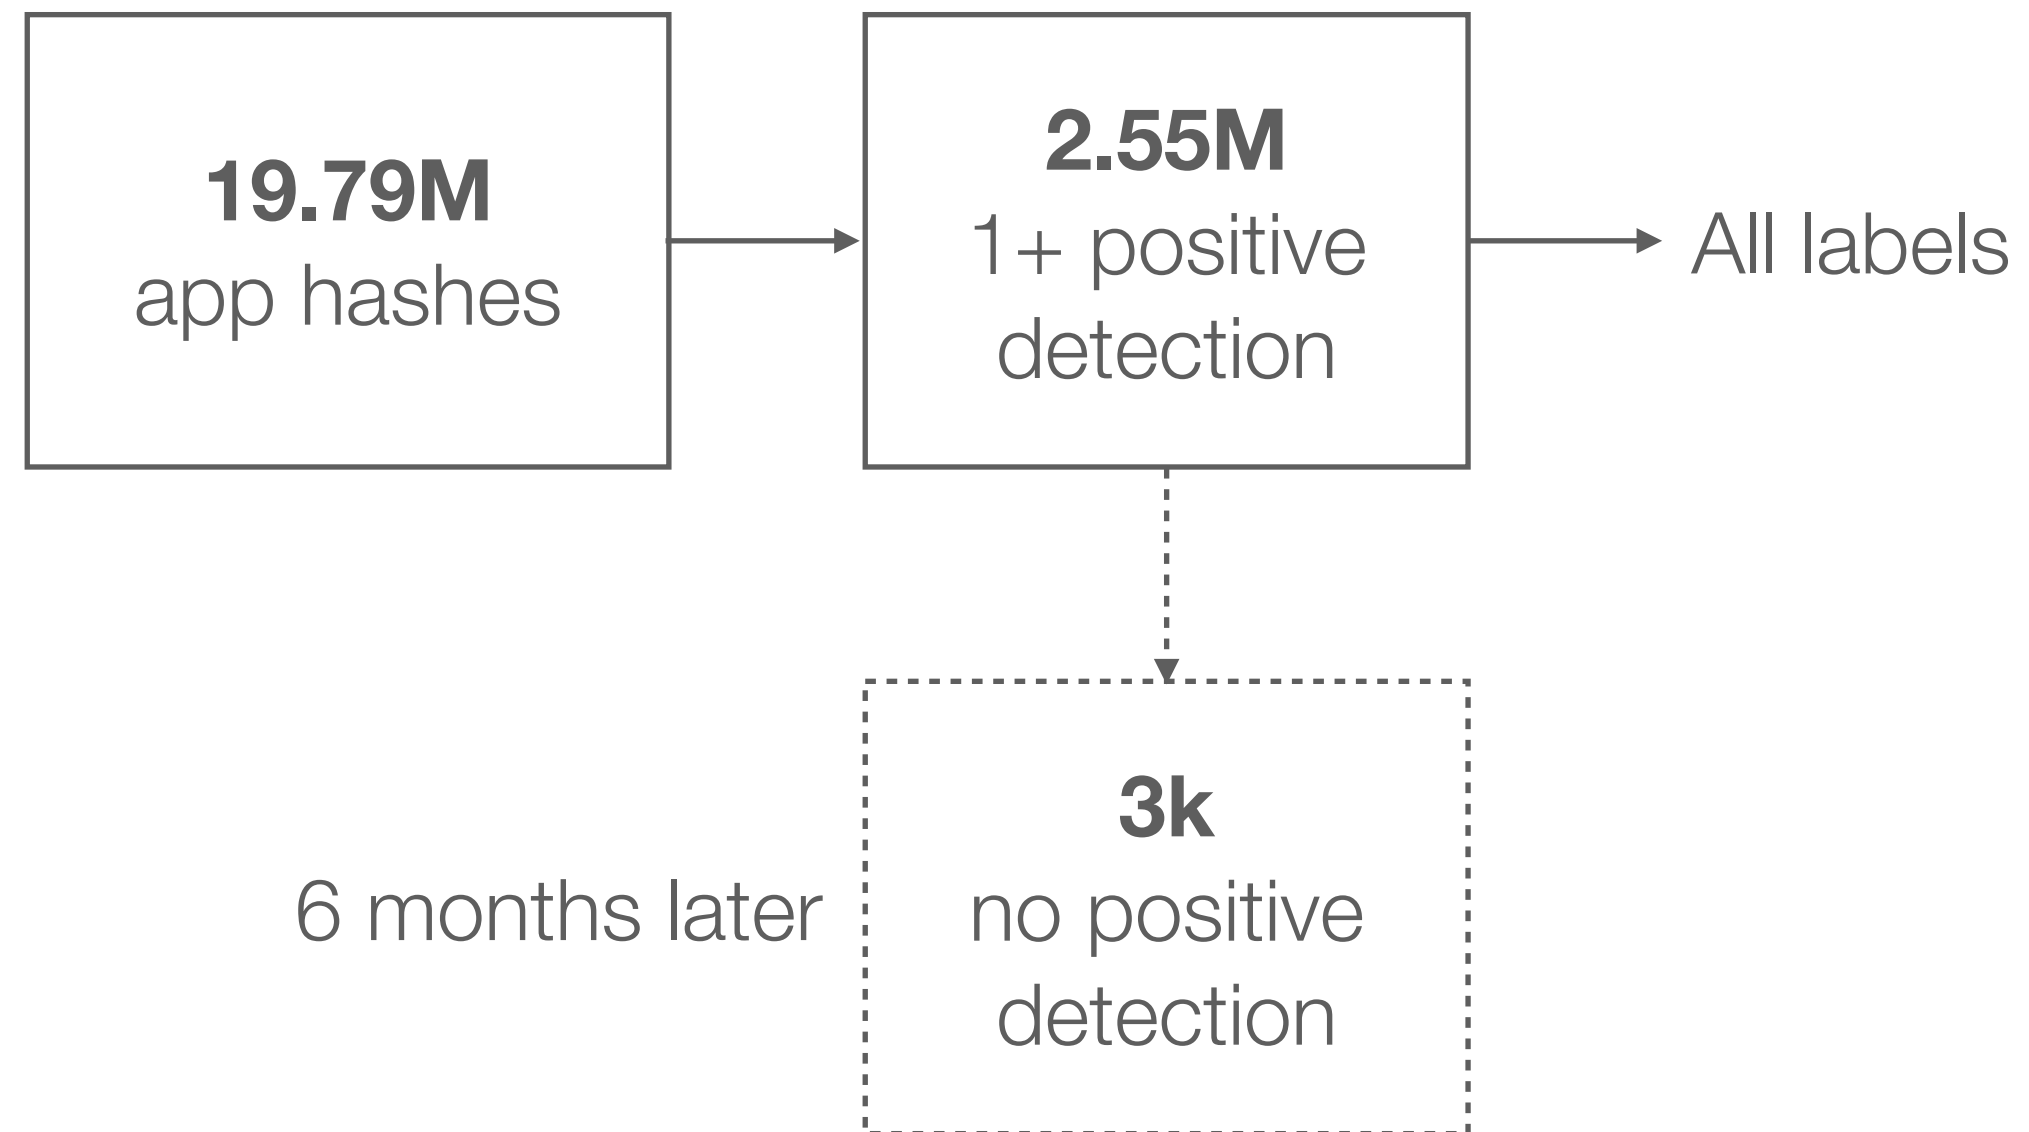 19.79M
app hashes
2.55M
1+ positive
detection
All labels
6 months later
3k
no positive
detection